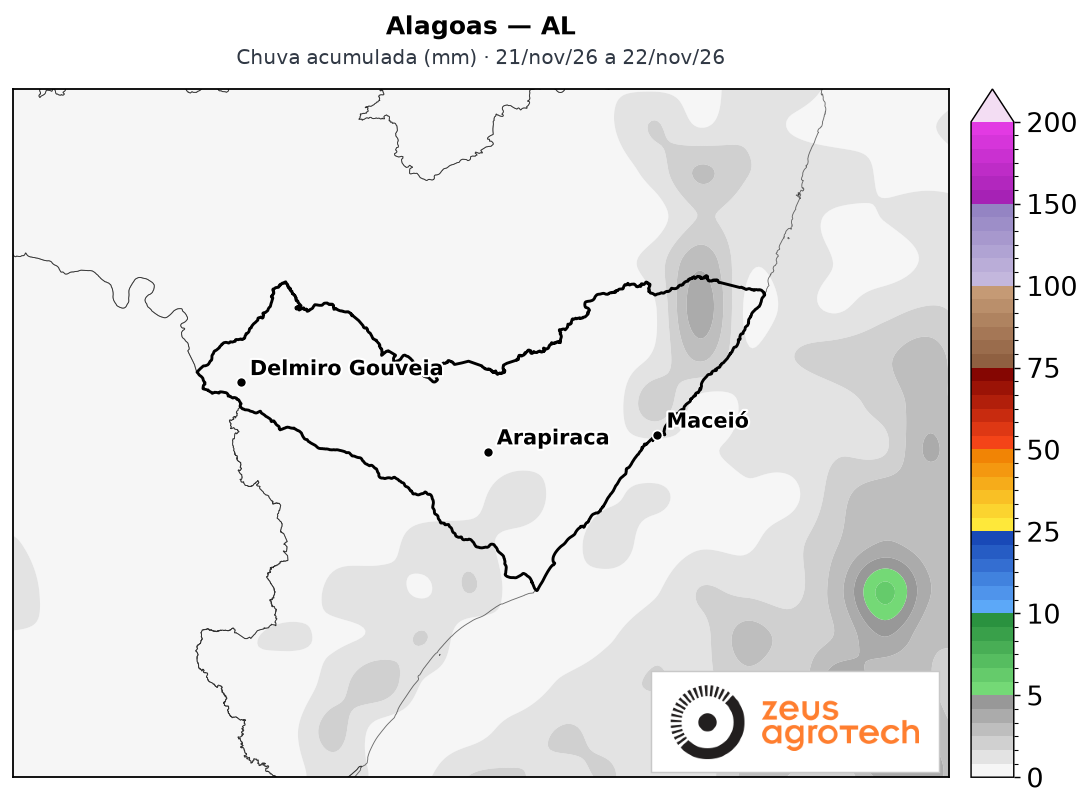 Alagoas — AL
Chuva acumulada (mm) · 21/nov/26 a 22/nov/26
200
150
100
75
50
25
10
5
0
Delmiro Gouveia
Maceió
Arapiraca
zeus
agrotech